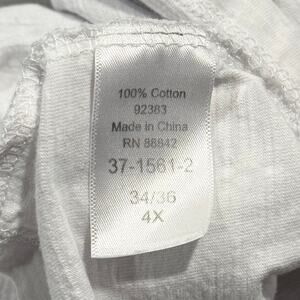 100% Cotton
92383
Made in China
RN 88842
37-1561-2
34/36
4X